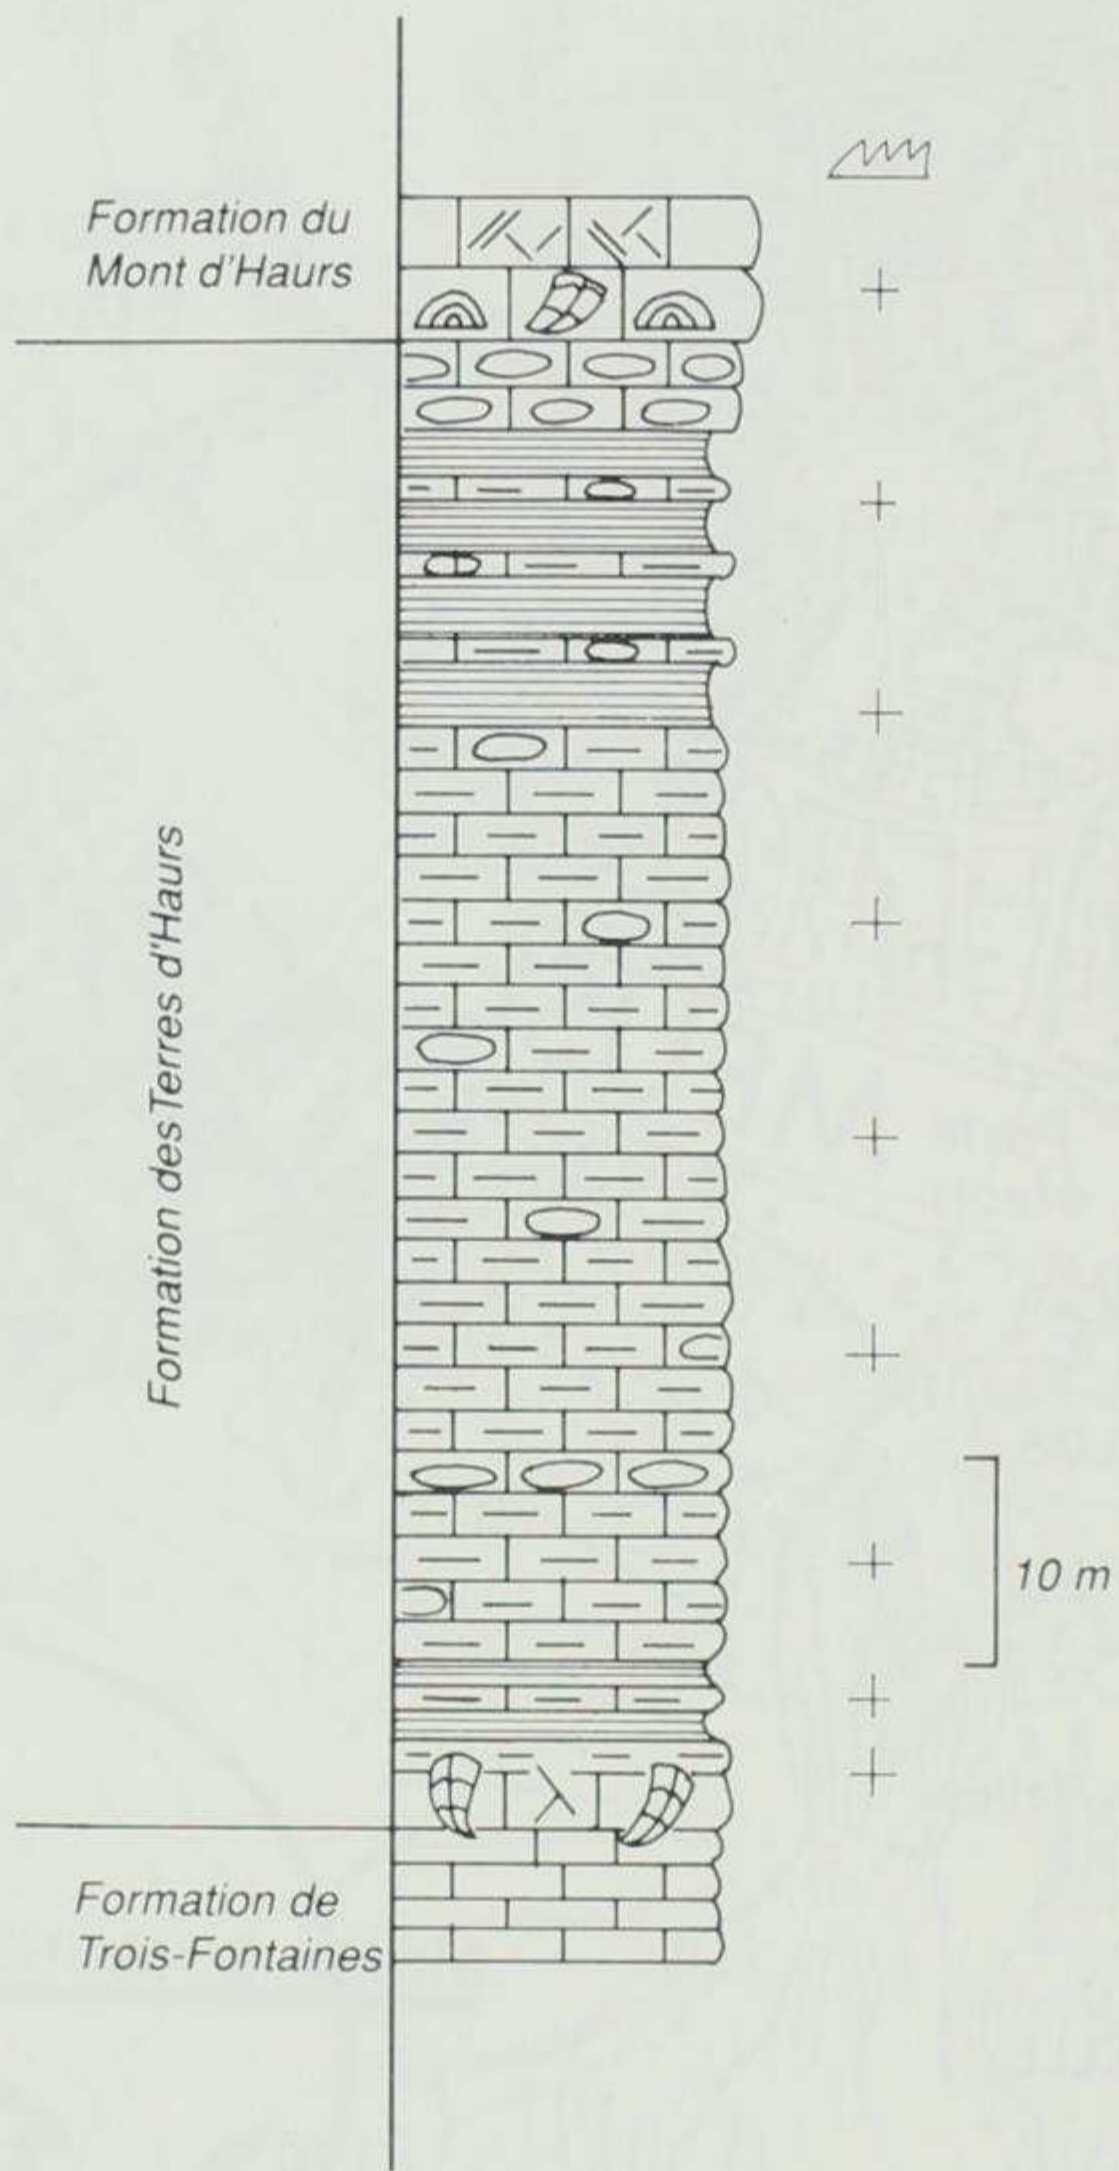 Formation du
Mont d'Haurs
Formation des Terres d'Haurs
10 m
Formation de
Trois-Fontaines